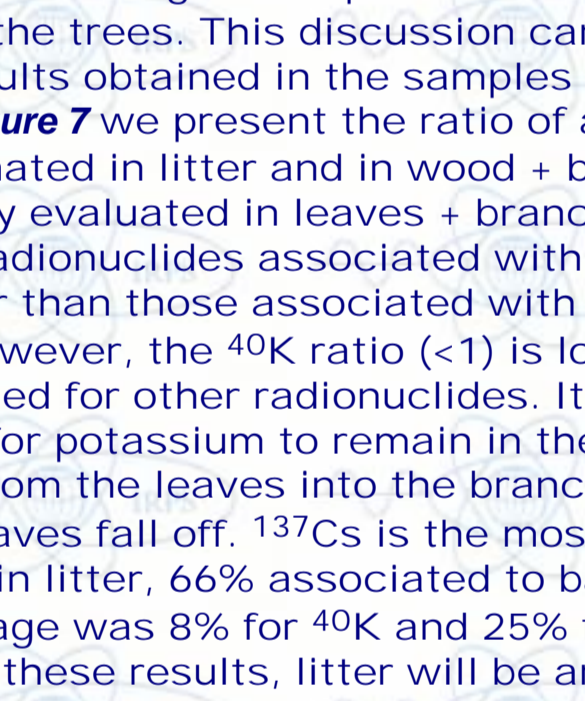 the trees. This discussion can
ults obtained in the samples
ure 7 we present the ratio of a
ated in litter and in wood + b
y evaluated in leaves + branc
adionuclides associated with
r than those associated with
wever, the ⁴⁰K ratio (<1) is lo
ed for other radionuclides. It
for potassium to remain in the
om the leaves into the branc
aves fall off. ¹³⁷Cs is the mos
in litter, 66% associated to b
age was 8% for ⁴⁰K and 25%
these results, litter will be an